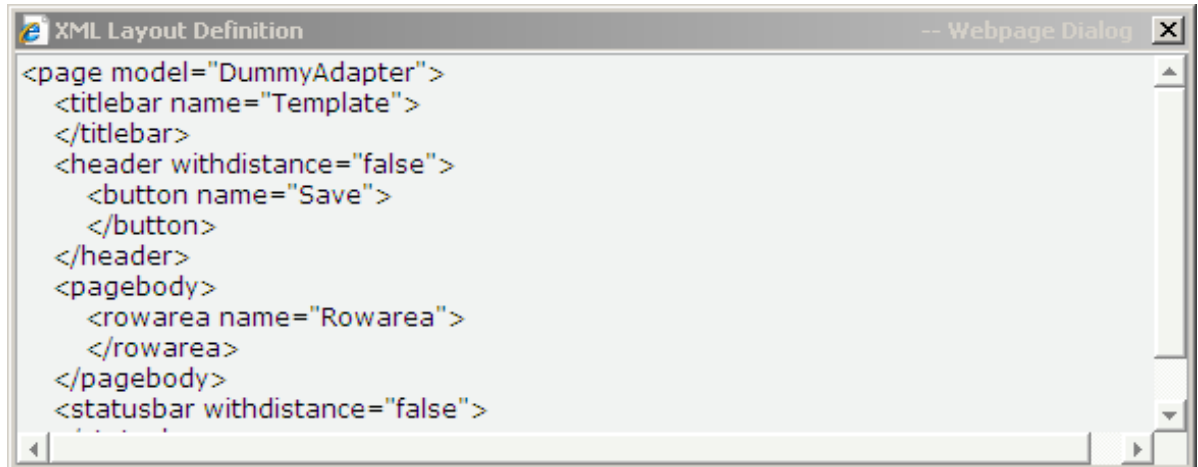 XML Layout Definition -- Webpage Dialog
<page model="DummyAdapter">
<titlebar name="Template">
</titlebar>
<header withdistance="false">
<button name="Save">
</button>
</header>
<pagebody>
<rowarea name="Rowarea">
</rowarea>
</pagebody>
<statusbar withdistance="false">